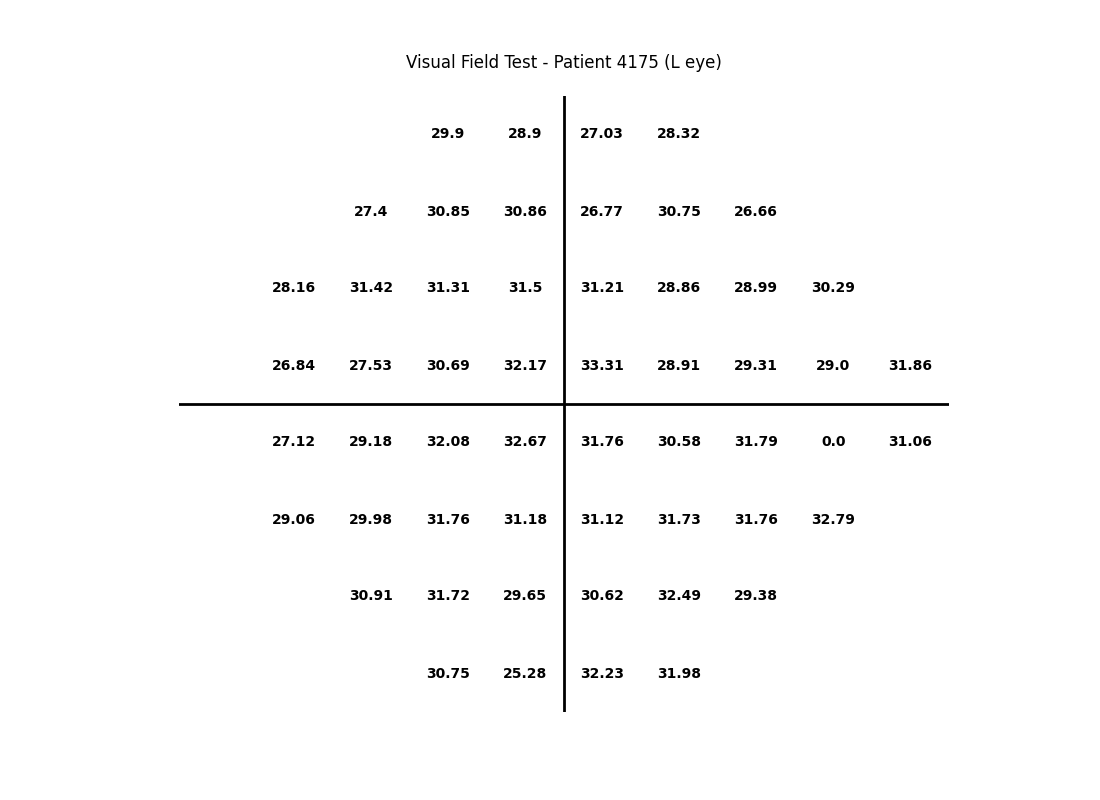 Visual Field Test - Patient 4175 (L eye)
29.9 28.9 27.03 28.32
27.4 30.85 30.86 26.77 30.75 26.66
28.16 31.42 31.31 31.5 31.21 28.86 28.99 30.29
26.84 27.53 30.69 32.17 33.31 28.91 29.31 29.0 31.86
27.12 29.18 32.08 32.67 31.76 30.58 31.79 0.0 31.06
29.06 29.98 31.76 31.18 31.12 31.73 31.76 32.79
30.91 31.72 29.65 30.62 32.49 29.38
30.75 25.28 32.23 31.98